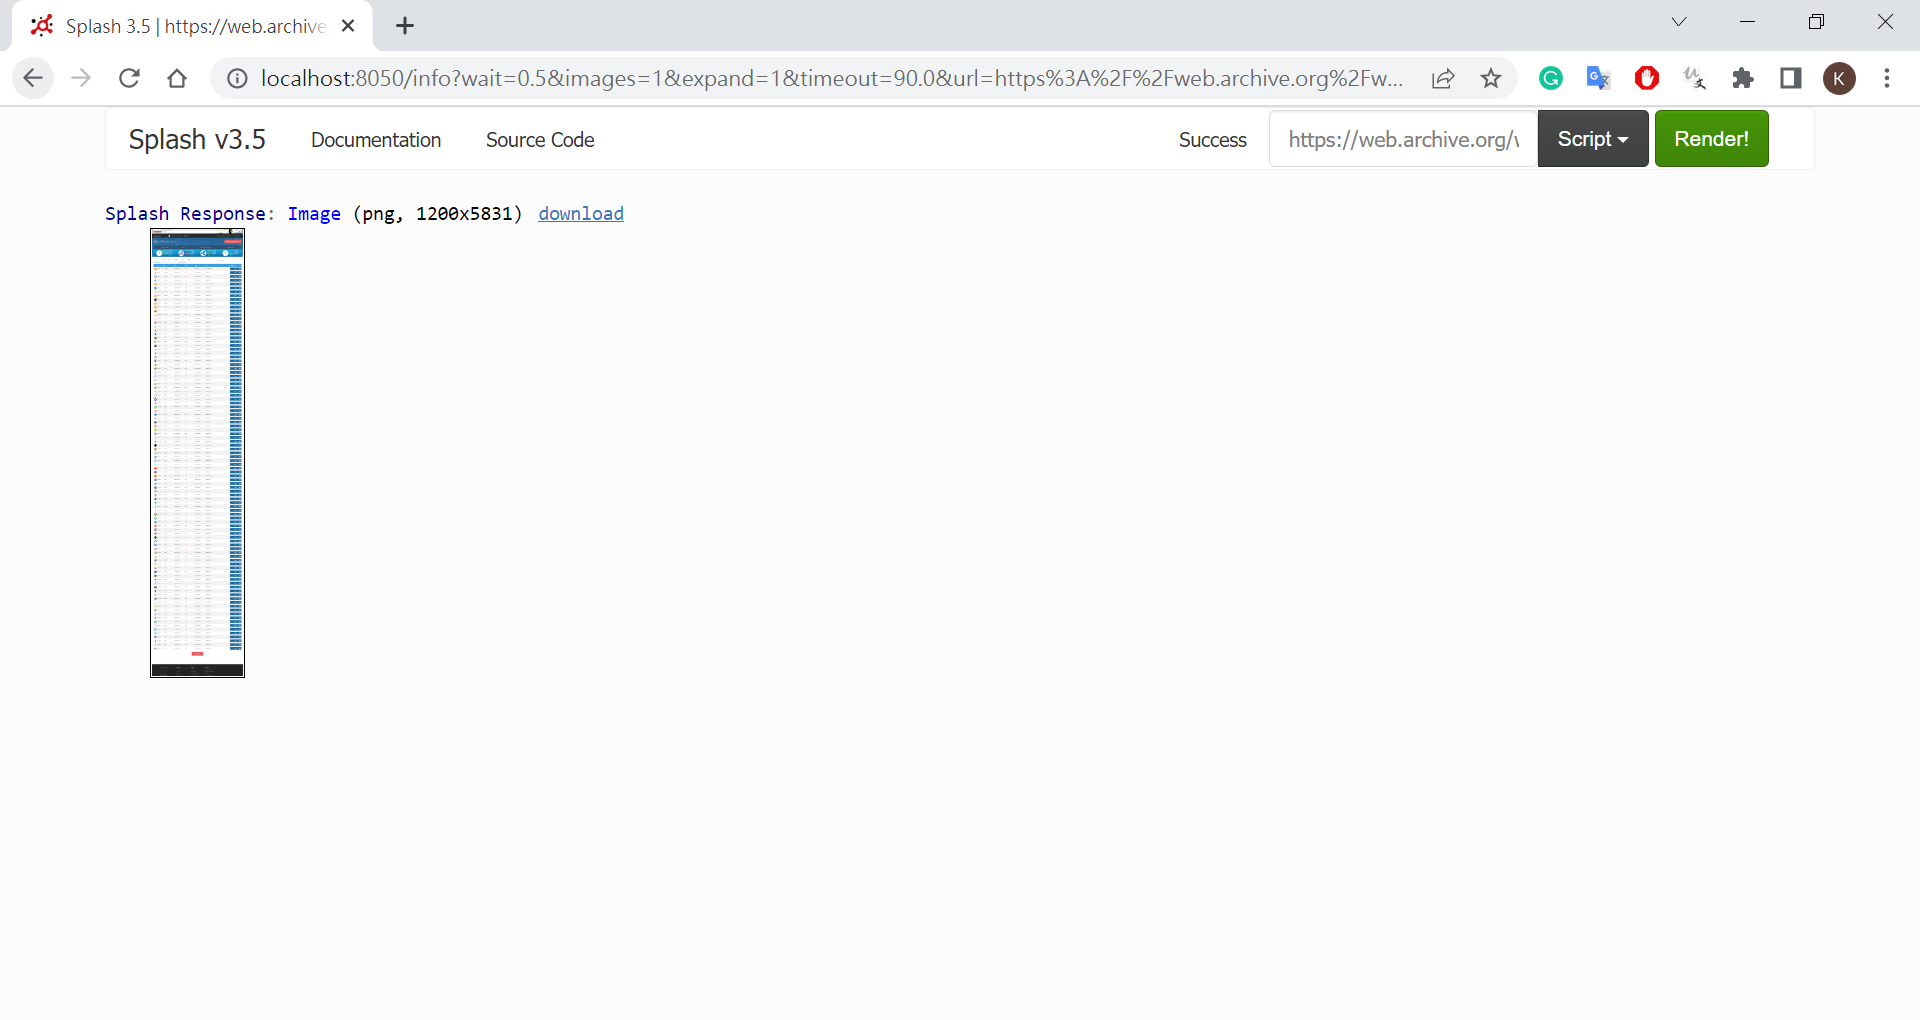 Splash 3.5 | https://web.archive
localhost:8050/info?wait=0.5&images=1&expand=1&timeout=90.0&url=https%3A%2F%2Fweb.archive.org%2Fw...
K
Splash v3.5 Documentation Source Code Success https://web.archive.org/v Script Render!
Splash Response: Image (png, 1200x5831) download